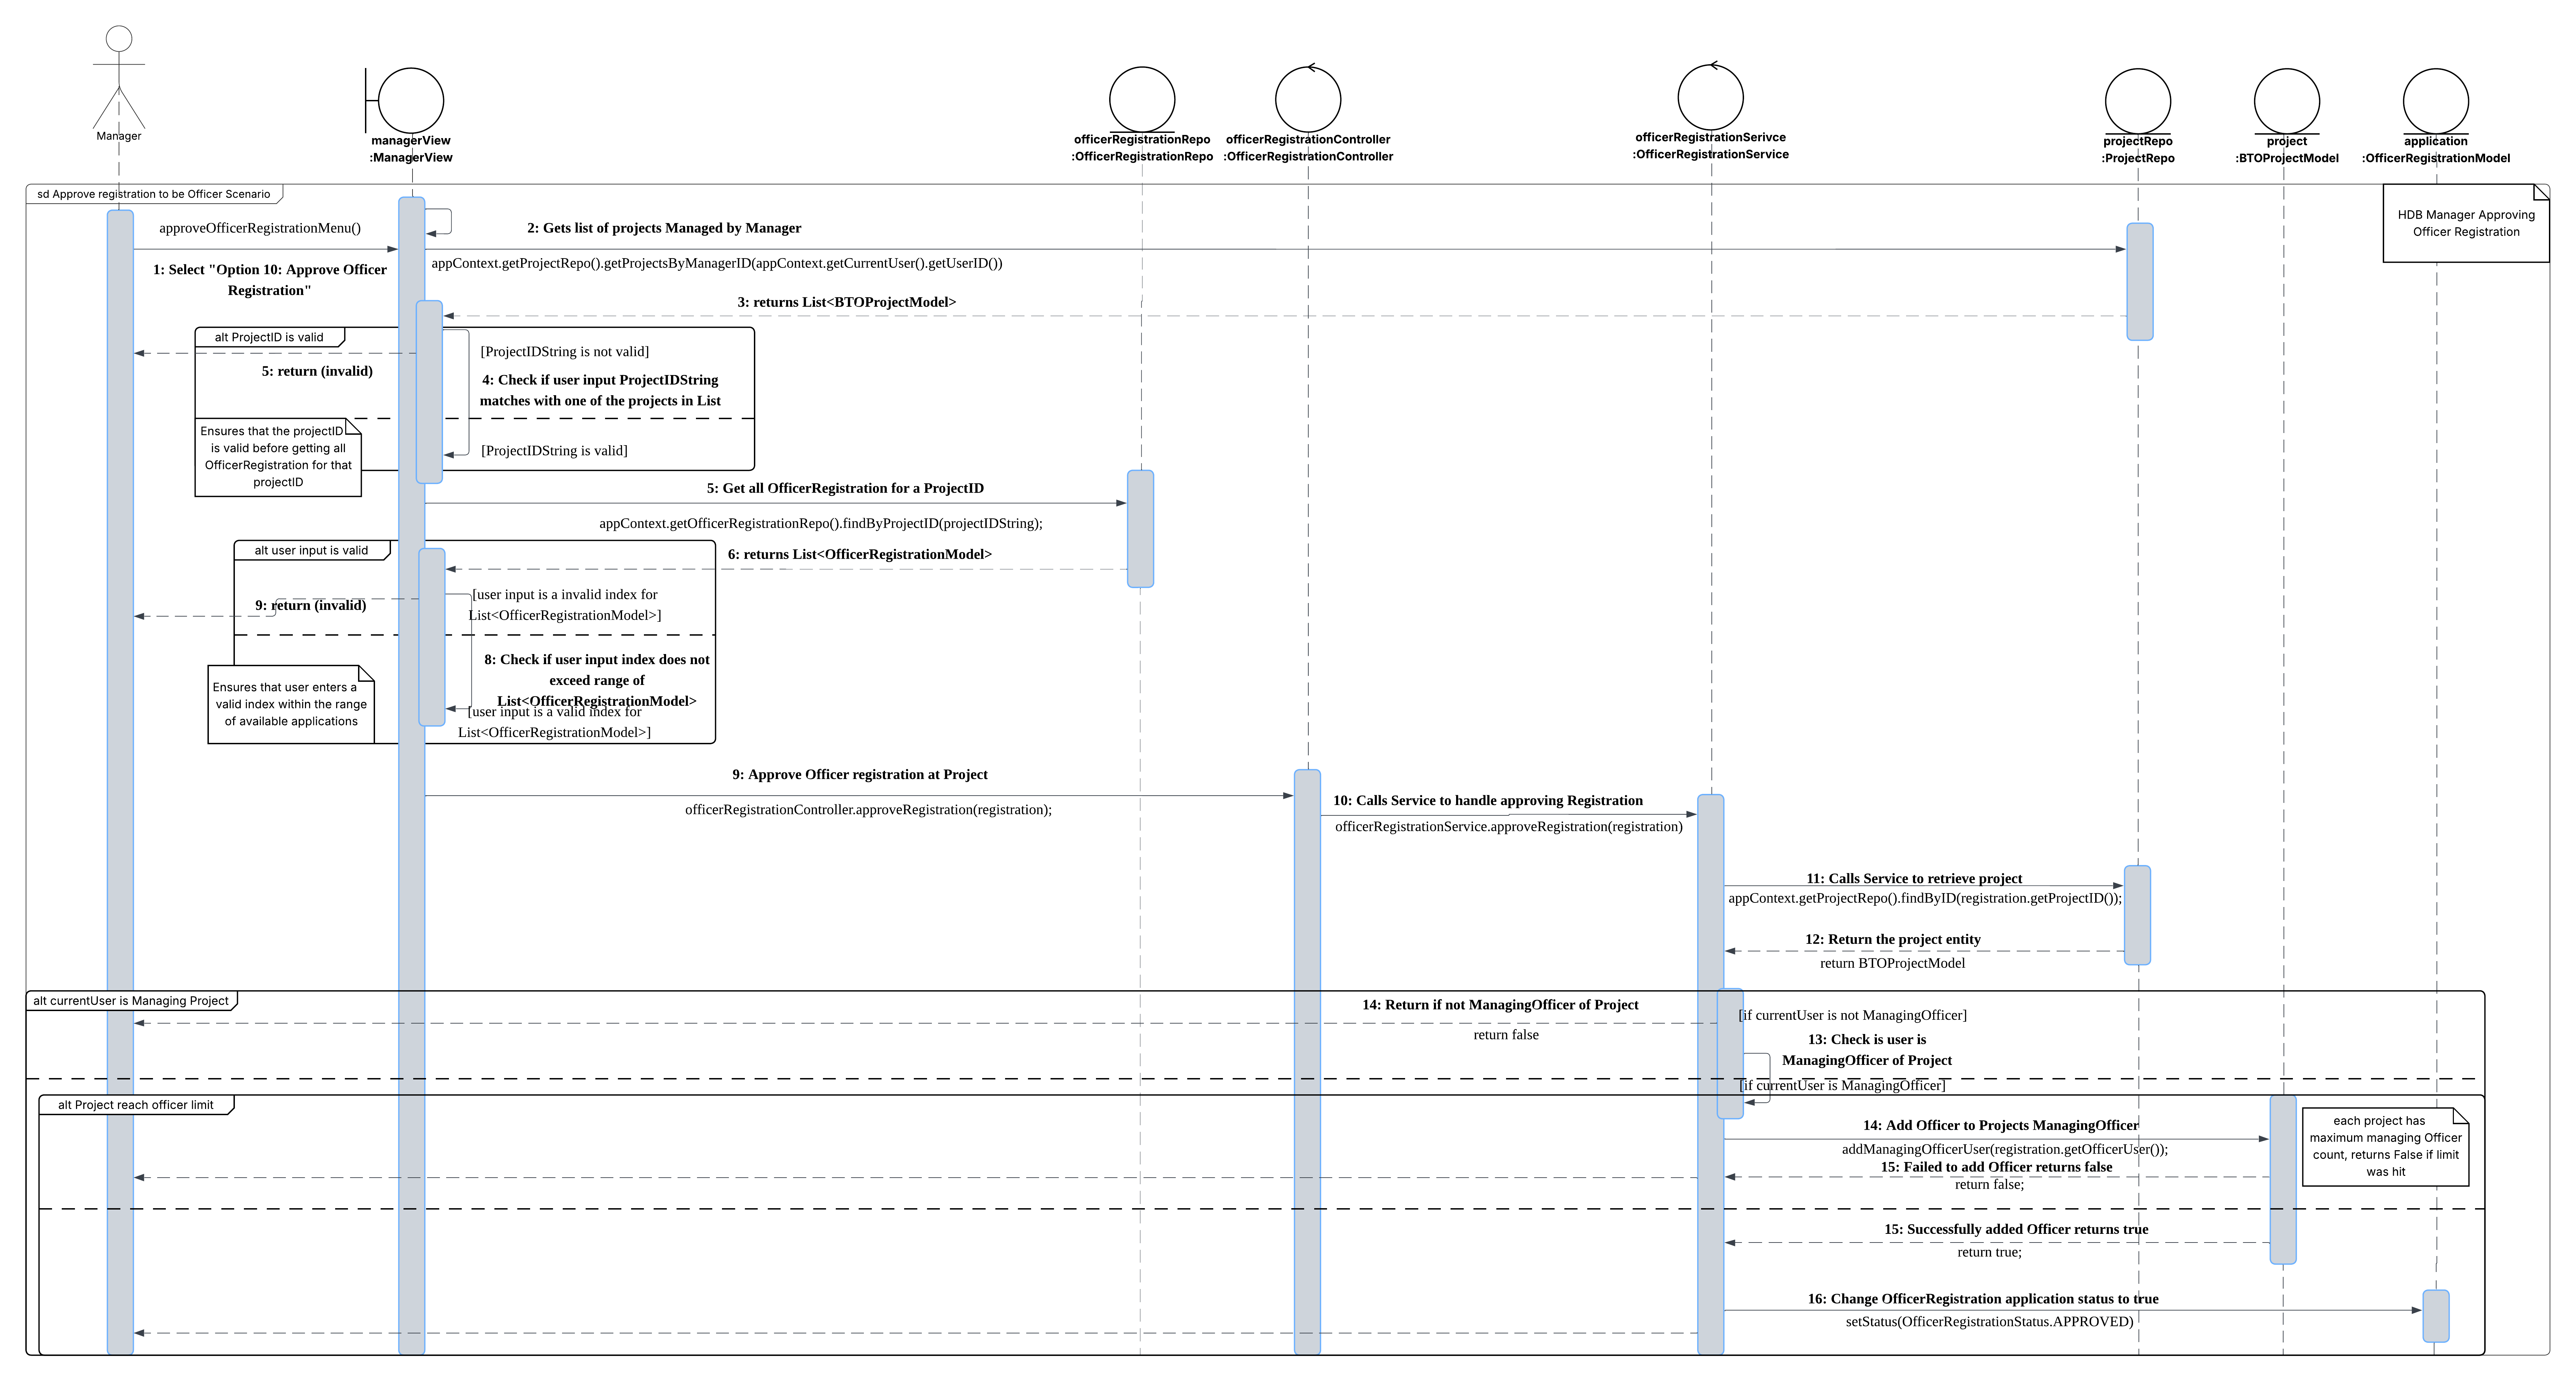 Manager
managerView
:ManagerView
officerRegistrationRepo
:OfficerRegistrationRepo
officerRegistrationController
:OfficerRegistrationController
officerRegistrationSerivce
:OfficerRegistrationService
projectRepo
:ProjectRepo
project
:BTOProjectModel
application
:OfficerRegistrationModel
sd Approve registration to be Officer Scenario
HDB Manager Approving
Officer Registration
approveOfficerRegistrationMenu()
2: Gets list of projects Managed by Manager
1: Select "Option 10: Approve Officer
Registration"
appContext.getProjectRepo().getProjectsByManagerID(appContext.getCurrentUser().getUserID())
3: returns List<BTOProjectModel>
alt ProjectID is valid
[ProjectIDString is not valid]
5: return (invalid)
4: Check if user input ProjectIDString
matches with one of the projects in List
Ensures that the projectID
is valid before getting all
OfficerRegistration for that
projectID
[ProjectIDString is valid]
5: Get all OfficerRegistration for a ProjectID
appContext.getOfficerRegistrationRepo().findByProjectID(projectIDString);
alt user input is valid
6: returns List<OfficerRegistrationModel>
[user input is a invalid index for
List<OfficerRegistrationModel>]
9: return (invalid)
8: Check if user input index does not
exceed range of
List<OfficerRegistrationModel>
[user input is a valid index for
List<OfficerRegistrationModel>]
Ensures that user enters a
valid index within the range
of available applications
9: Approve Officer registration at Project
officerRegistrationController.approveRegistration(registration);
10: Calls Service to handle approving Registration
officerRegistrationService.approveRegistration(registration)
11: Calls Service to retrieve project
appContext.getProjectRepo().findByID(registration.getProjectID());
12: Return the project entity
return BTOProjectModel
alt currentUser is Managing Project
14: Return if not ManagingOfficer of Project
return false
[if currentUser is not ManagingOfficer]
13: Check is user is
ManagingOfficer of Project
[if currentUser is ManagingOfficer]
alt Project reach officer limit
14: Add Officer to Projects ManagingOfficer
addManagingOfficerUser(registration.getOfficerUser());
15: Failed to add Officer returns false
return false;
each project has
maximum managing Officer
count, returns False if limit
was hit
15: Successfully added Officer returns true
return true;
16: Change OfficerRegistration application status to true
setStatus(OfficerRegistrationStatus.APPROVED)